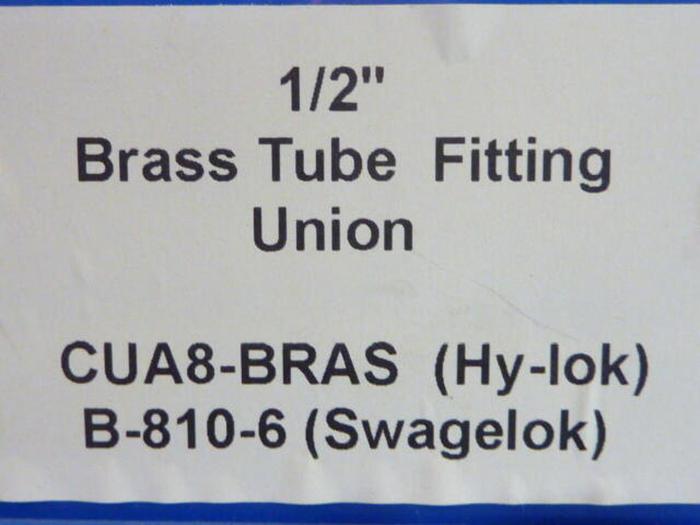 1/2"
Brass Tube Fitting
Union
CUA8-BRAS (Hy-lok)
B-810-6 (Swagelok)